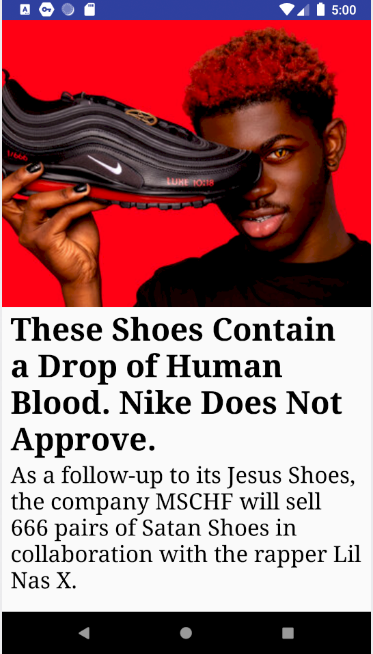 A 5:00
1/666
LUKE 10:18
These Shoes Contain
a Drop of Human
Blood. Nike Does Not
Approve.
As a follow-up to its Jesus Shoes,
the company MSCHF will sell
666 pairs of Satan Shoes in
collaboration with the rapper Lil
Nas X.